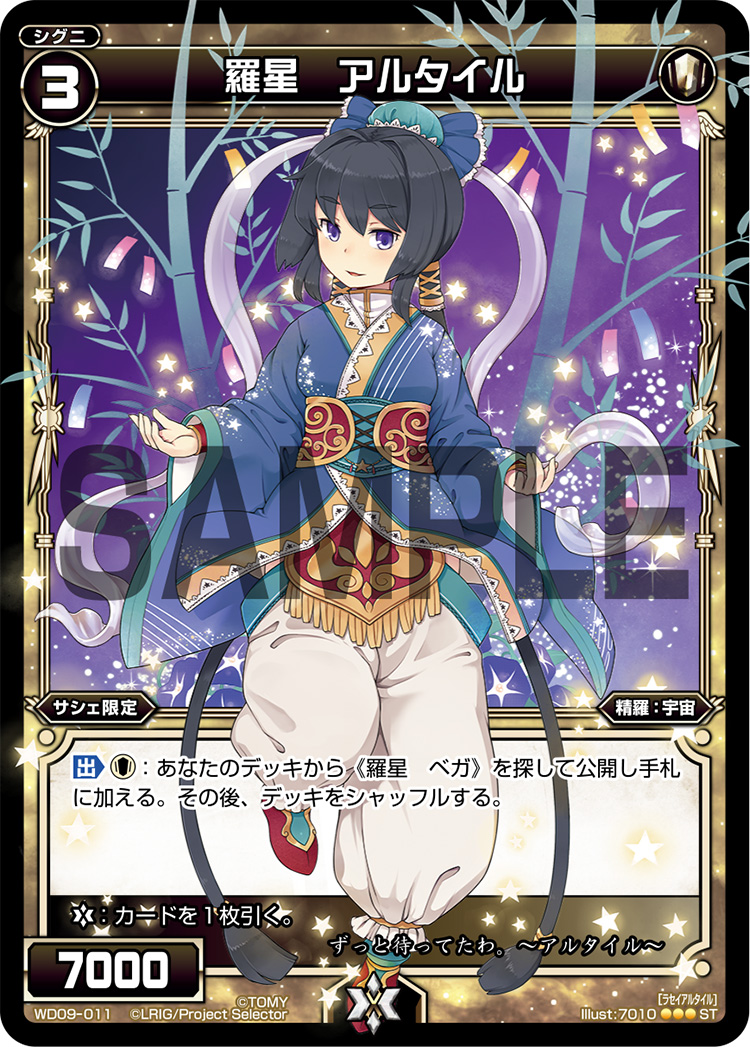 シグニ
3
羅星　アルタイル
SAMPLE
サシェ限定
精羅：宇宙
出 ：あなたのデッキから《羅星　ベガ》を探して公開し手札
に加える。その後、デッキをシャッフルする。
：カードを１枚引く。
ずっと待ってたわ。～アルタイル～
7000
©TOMY
[ラセイアルタイル]
WD09-011 ©LRIG/Project Selector
Illust:7010 ST